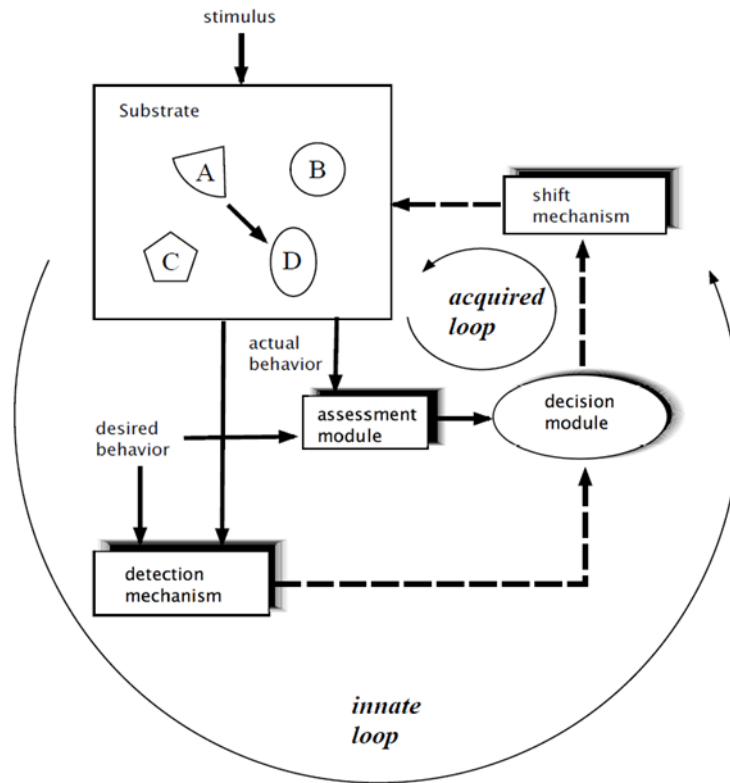 stimulus
Substrate
A
B
C
D
shift
mechanism
acquired
loop
actual
behavior
assessment
module
decision
module
desired
behavior
detection
mechanism
innate
loop